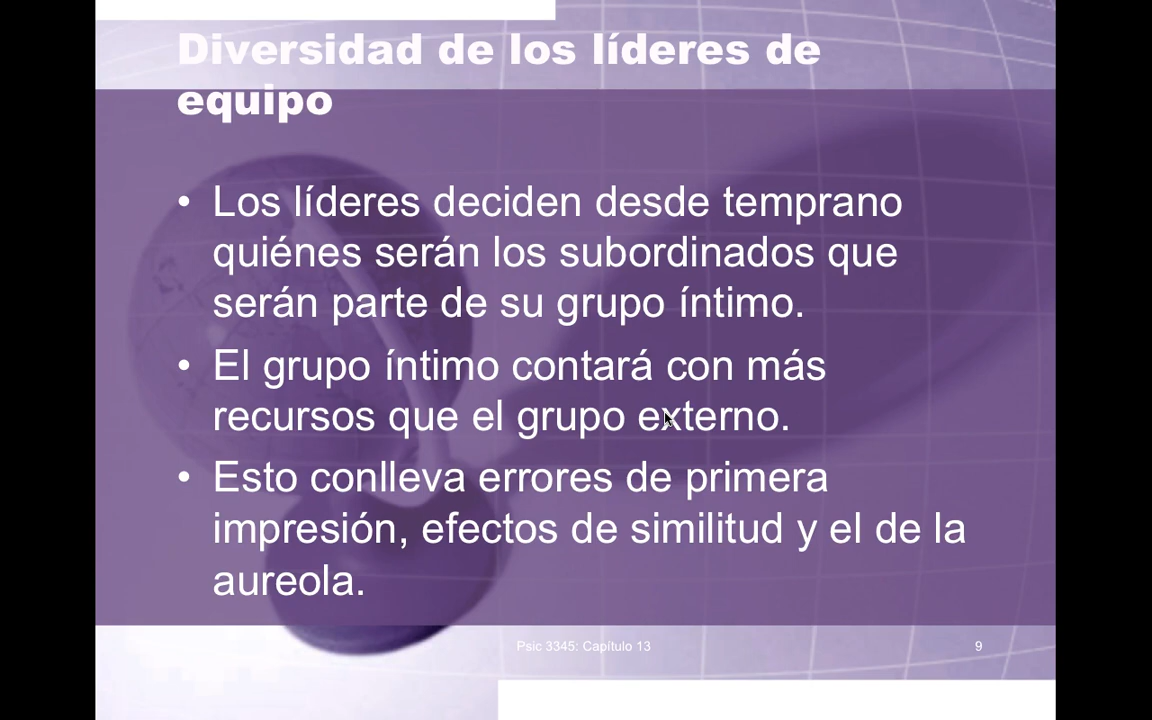 Diversidad de los líderes de
equipo
• Los líderes deciden desde temprano
quiénes serán los subordinados que
serán parte de su grupo íntimo.
• El grupo íntimo contará con más
recursos que el grupo externo.
• Esto conlleva errores de primera
impresión, efectos de similitud y el de la
aureola.
Psic 3345: Capítulo 13
9